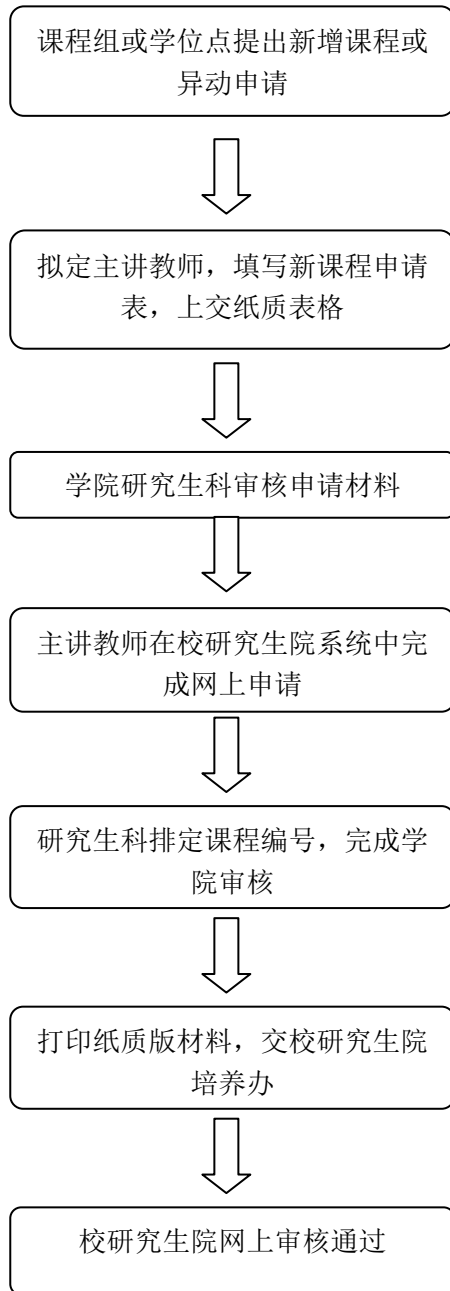 课程组或学位点提出新增课程或
异动申请
拟定主讲教师，填写新课程申请
表，上交纸质表格
学院研究生科审核申请材料
主讲教师在校研究生院系统中完
成网上申请
研究生科排定课程编号，完成学
院审核
打印纸质版材料，交校研究生院
培养办
校研究生院网上审核通过